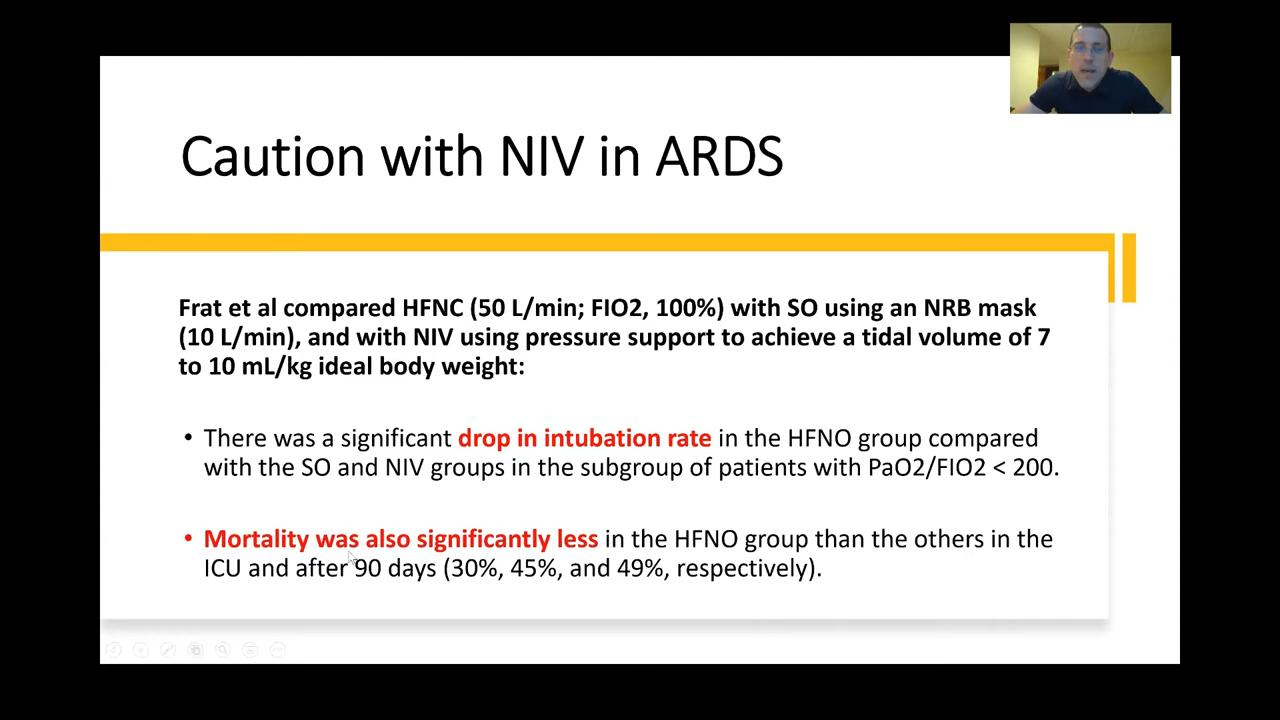 Caution with NIV in ARDS
Frat et al compared HFNC (50 L/min; FIO2, 100%) with SO using an NRB mask
(10 L/min), and with NIV using pressure support to achieve a tidal volume of 7
to 10 mL/kg ideal body weight:
• There was a significant drop in intubation rate in the HFNO group compared
with the SO and NIV groups in the subgroup of patients with PaO2/FIO2 < 200.
• Mortality was also significantly less in the HFNO group than the others in the
ICU and after 90 days (30%, 45%, and 49%, respectively).